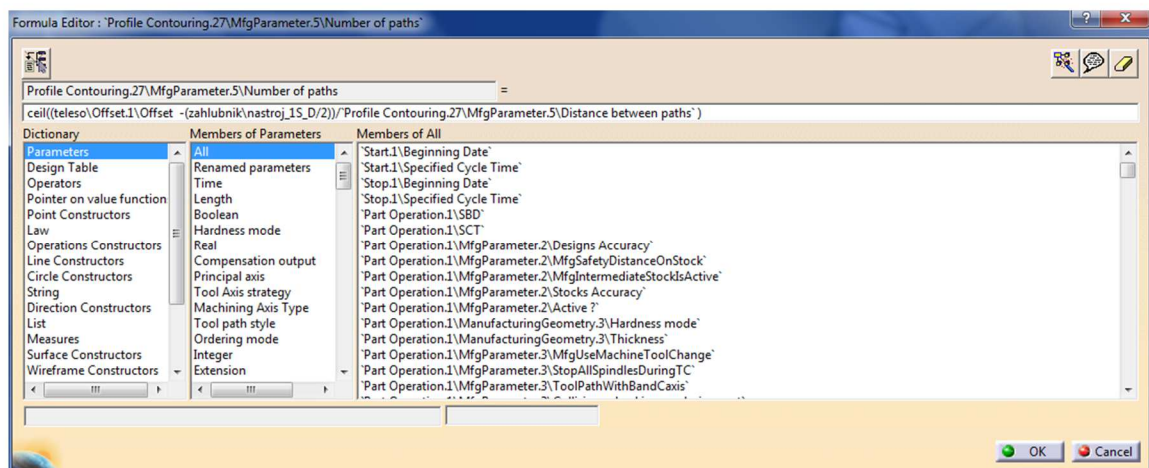 Formula Editor : `Profile Contouring.27\MfgParameter.5\Number of paths`
Profile Contouring.27\MfgParameter.5\Number of paths =
ceil((teleso\Offset.1\Offset -(zahlubnik\nastroj_1S_D/2))/`Profile Contouring.27\MfgParameter.5\Distance between paths` )
Dictionary Members of Parameters Members of All
Parameters All `Start.1\Beginning Date`
Design Table Renamed parameters `Start.1\Specified Cycle Time`
Operators Time `Stop.1\Beginning Date`
Pointer on value function Length `Stop.1\Specified Cycle Time`
Point Constructors Boolean `Part Operation.1\SBD`
Law Hardness mode `Part Operation.1\SCT`
Operations Constructors Real `Part Operation.1\MfgParameter.2\Designs Accuracy`
Line Constructors Compensation output `Part Operation.1\MfgParameter.2\MfgSafetyDistanceOnStock`
Circle Constructors Principal axis `Part Operation.1\MfgParameter.2\MfgIntermediateStockIsActive`
String Tool Axis strategy `Part Operation.1\MfgParameter.2\Stocks Accuracy`
Direction Constructors Machining Axis Type `Part Operation.1\MfgParameter.2\Active ?`
List Tool path style `Part Operation.1\ManufacturingGeometry.3\Hardness mode`
Measures Ordering mode `Part Operation.1\ManufacturingGeometry.3\Thickness`
Surface Constructors Integer `Part Operation.1\MfgParameter.3\MfgUseMachineToolChange`
Wireframe Constructors Extension `Part Operation.1\MfgParameter.3\StopAllSpindlesDuringTC`
`Part Operation.1\MfgParameter.3\ToolPathWithBandCaxis`
OK Cancel